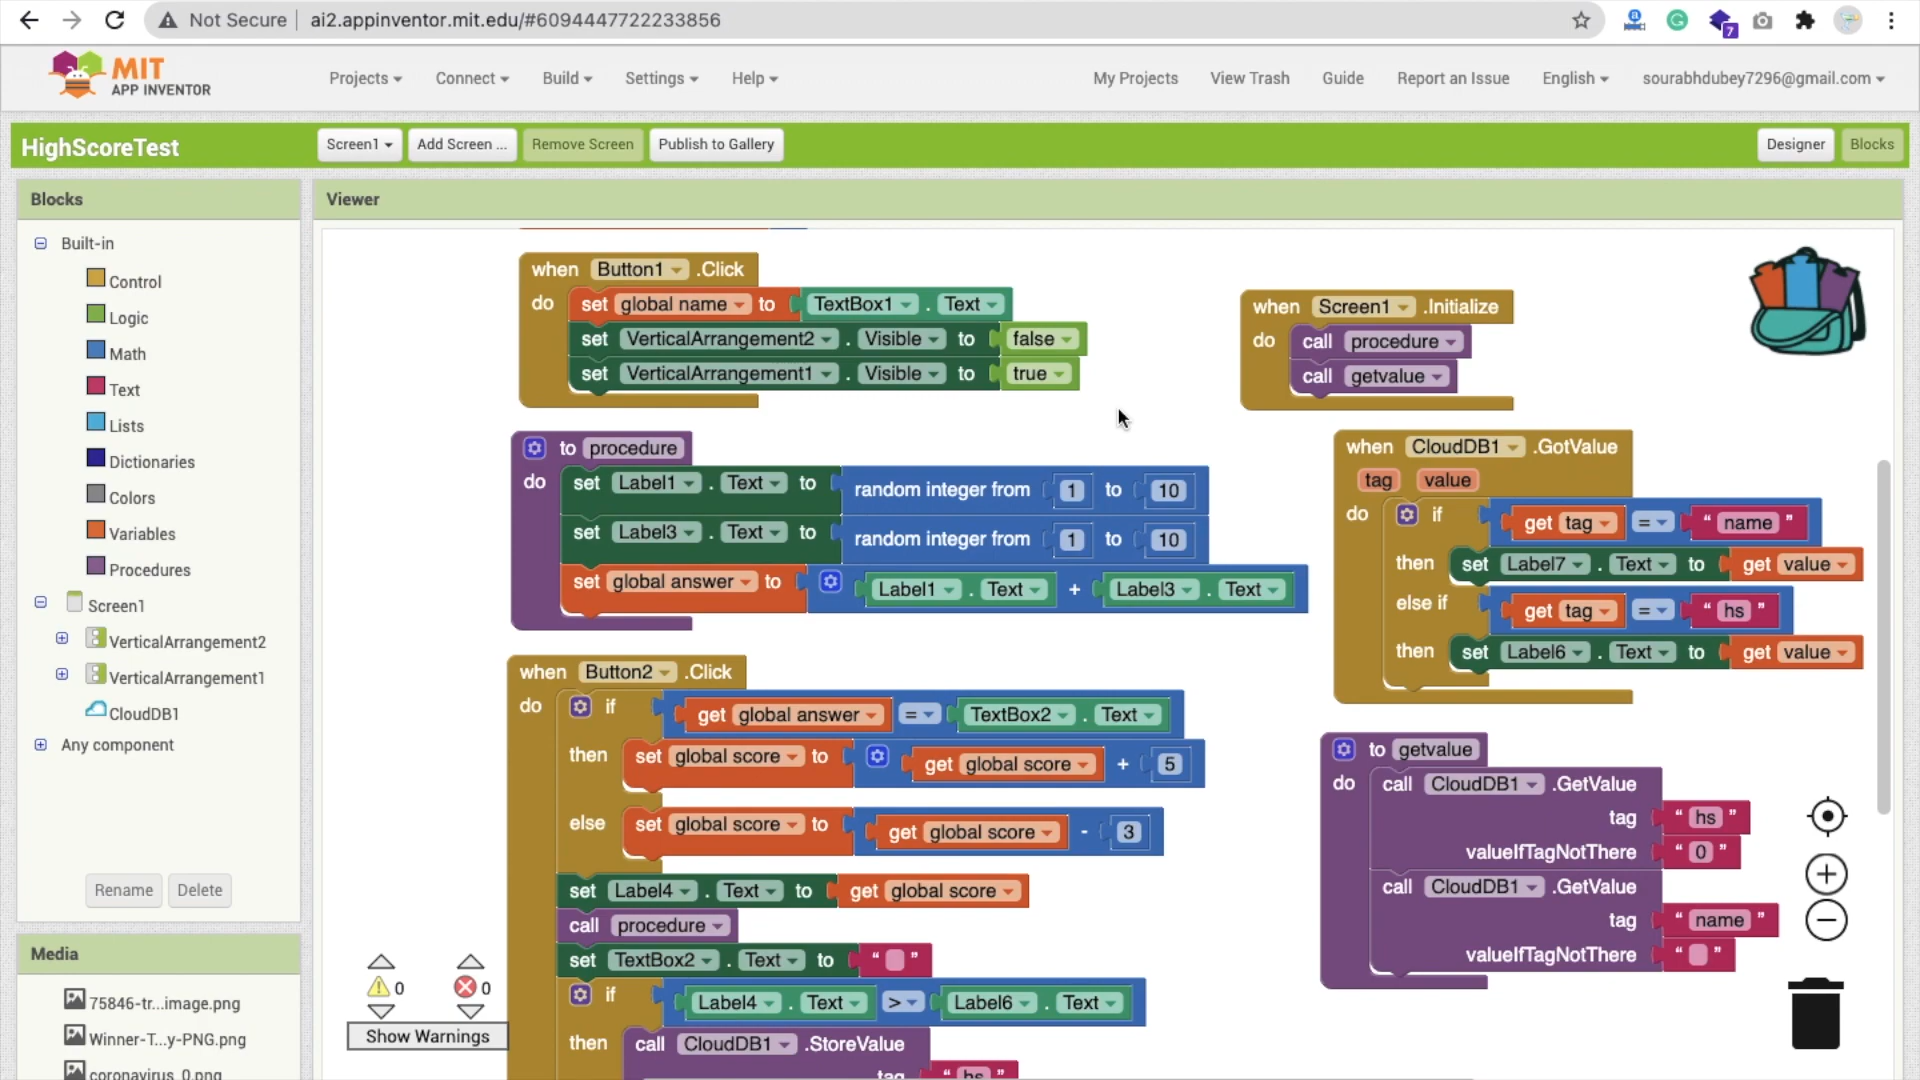 Not Secure | ai2.appinventor.mit.edu/#6094447722233856
7
MIT
APP INVENTOR
Projects Connect Build Settings Help My Projects View Trash Guide Report an Issue English sourabhdubey7296@gmail.com
HighScoreTest Screen1 Add Screen ... Remove Screen Publish to Gallery Designer Blocks
Blocks
Built-in
Control
Logic
Math
Text
Lists
Dictionaries
Colors
Variables
Procedures
Screen1
VerticalArrangement2
VerticalArrangement1
CloudDB1
Any component
Rename Delete
Media
75846-tr...image.png
Winner-T...y-PNG.png
coronavirus_0.png
Viewer
when Button1 .Click
do set global name to TextBox1 . Text
set VerticalArrangement2 . Visible to false
set VerticalArrangement1 . Visible to true
to procedure
do set Label1 . Text to random integer from 1 to 10
set Label3 . Text to random integer from 1 to 10
set global answer to Label1 . Text + Label3 . Text
when Button2 .Click
do if get global answer = TextBox2 . Text
then set global score to get global score + 5
else set global score to get global score - 3
set Label4 . Text to get global score
call procedure
set TextBox2 . Text to “ ”
if Label4 . Text > Label6 . Text
then call CloudDB1 .StoreValue
tag “ hs ”
0 0
Show Warnings
when Screen1 .Initialize
do call procedure
call getvalue
when CloudDB1 .GotValue
tag value
do if get tag = “ name ”
then set Label7 . Text to get value
else if get tag = “ hs ”
then set Label6 . Text to get value
to getvalue
do call CloudDB1 .GetValue
tag “ hs ”
valueIfTagNotThere “ 0 ”
call CloudDB1 .GetValue
tag “ name ”
valueIfTagNotThere “ ”